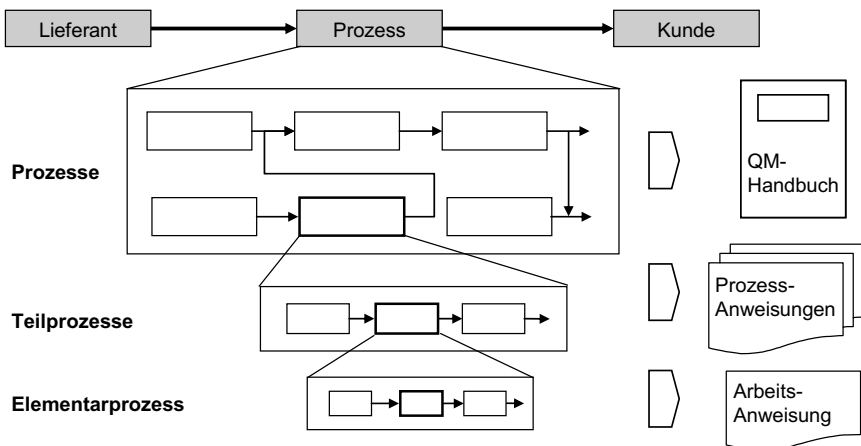 Lieferant
Prozess
Kunde
Prozesse
QM-
Handbuch
Teilprozesse
Prozess-
Anweisungen
Elementarprozess
Arbeits-
Anweisung